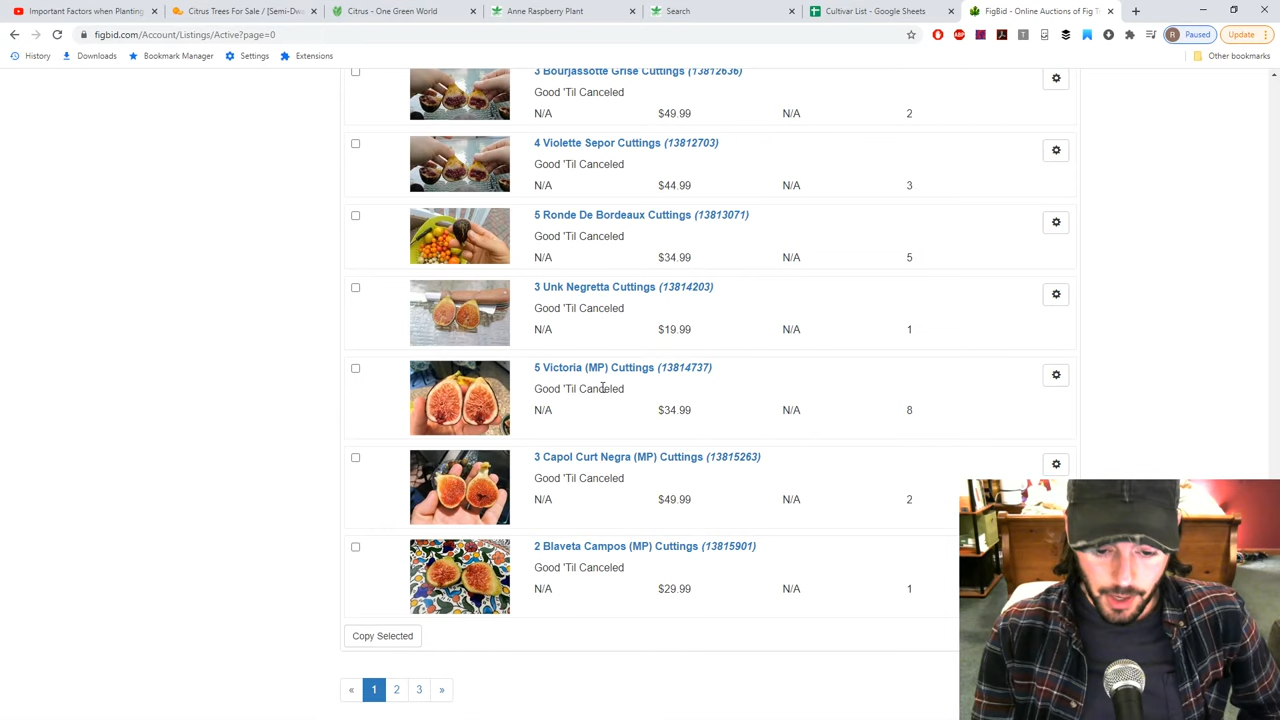 Important Factors when Planting
Citrus Trees For Sale / [Semi-Dw
Citrus - One Green World
Anne Raspberry Plant
Search
Cultivar List - Google Sheets
FigBid - Online Auctions of Fig T
figbid.com/Account/Listings/Active?page=0
R Paused
Update
History
Downloads
Bookmark Manager
Settings
Extensions
Other bookmarks
3 Bourjassotte Grise Cuttings (13812636)
Good 'Til Canceled
N/A $49.99 N/A 2
4 Violette Sepor Cuttings (13812703)
Good 'Til Canceled
N/A $44.99 N/A 3
5 Ronde De Bordeaux Cuttings (13813071)
Good 'Til Canceled
N/A $34.99 N/A 5
3 Unk Negretta Cuttings (13814203)
Good 'Til Canceled
N/A $19.99 N/A 1
5 Victoria (MP) Cuttings (13814737)
Good 'Til Canceled
N/A $34.99 N/A 8
3 Capol Curt Negra (MP) Cuttings (13815263)
Good 'Til Canceled
N/A $49.99 N/A 2
2 Blaveta Campos (MP) Cuttings (13815901)
Good 'Til Canceled
N/A $29.99 N/A 1
Copy Selected
« 1 2 3 »